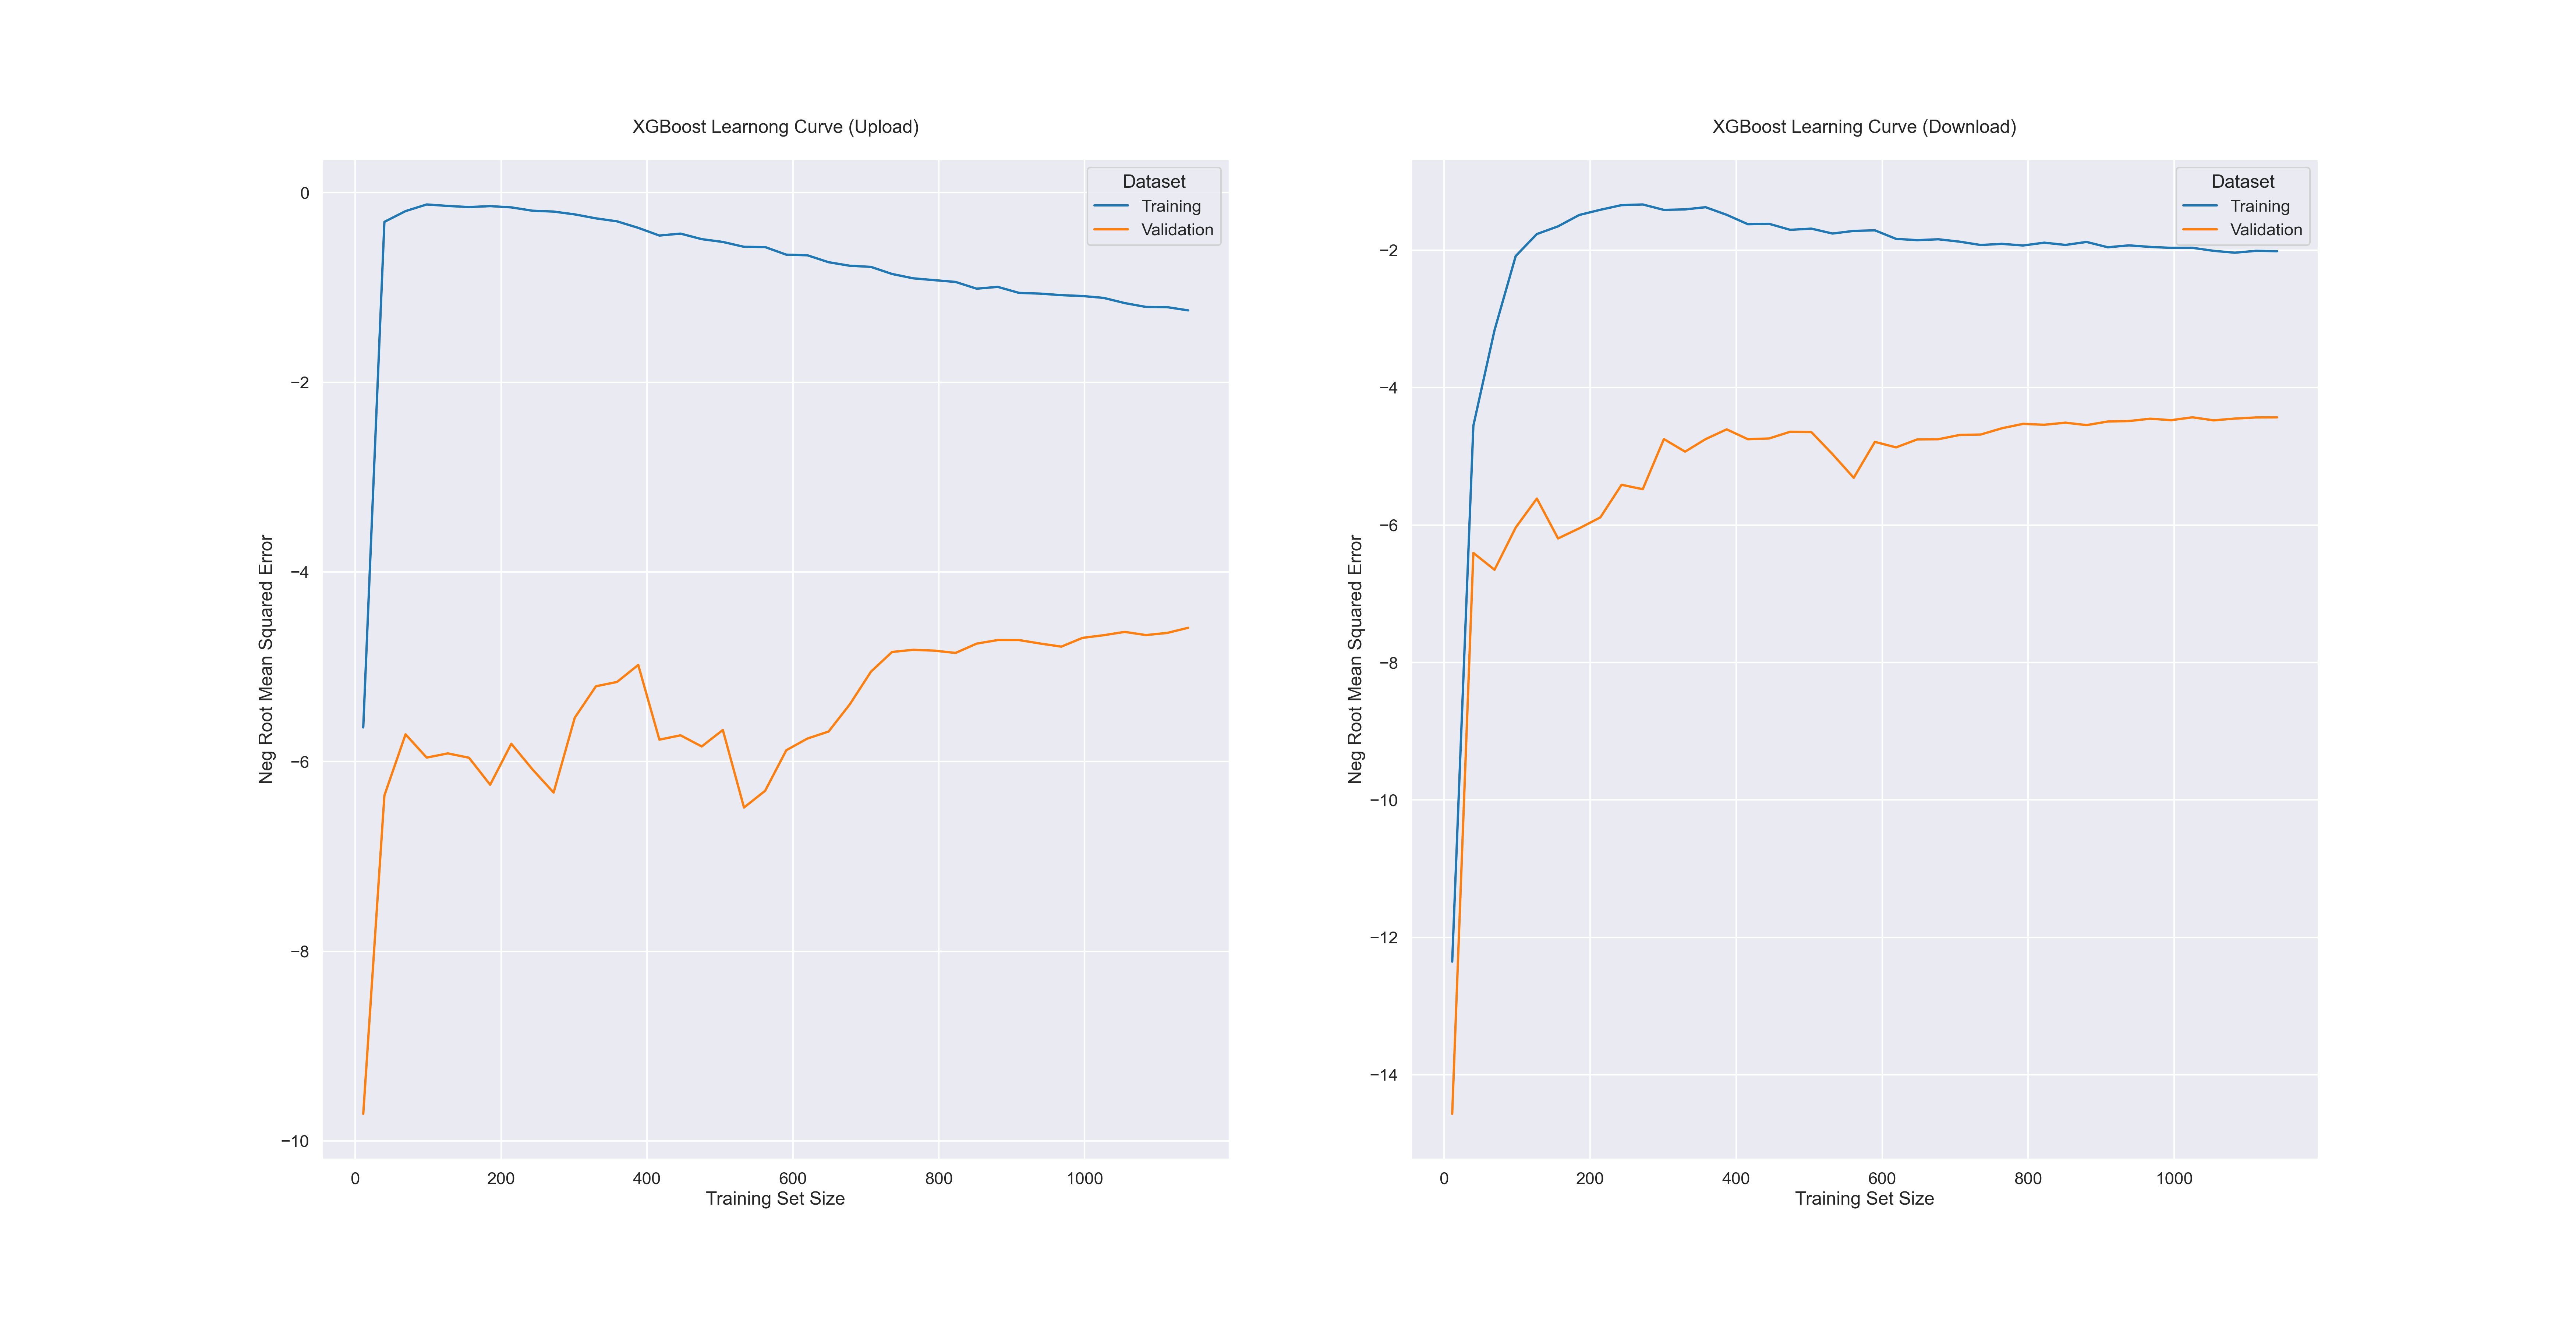 XGBoost Learnong Curve (Upload)
Dataset
Training
Validation
0
−2
−4
−6
−8
−10
Neg Root Mean Squared Error
0 200 400 600 800 1000
Training Set Size
XGBoost Learning Curve (Download)
Dataset
Training
Validation
−2
−4
−6
−8
−10
−12
−14
Neg Root Mean Squared Error
0 200 400 600 800 1000
Training Set Size